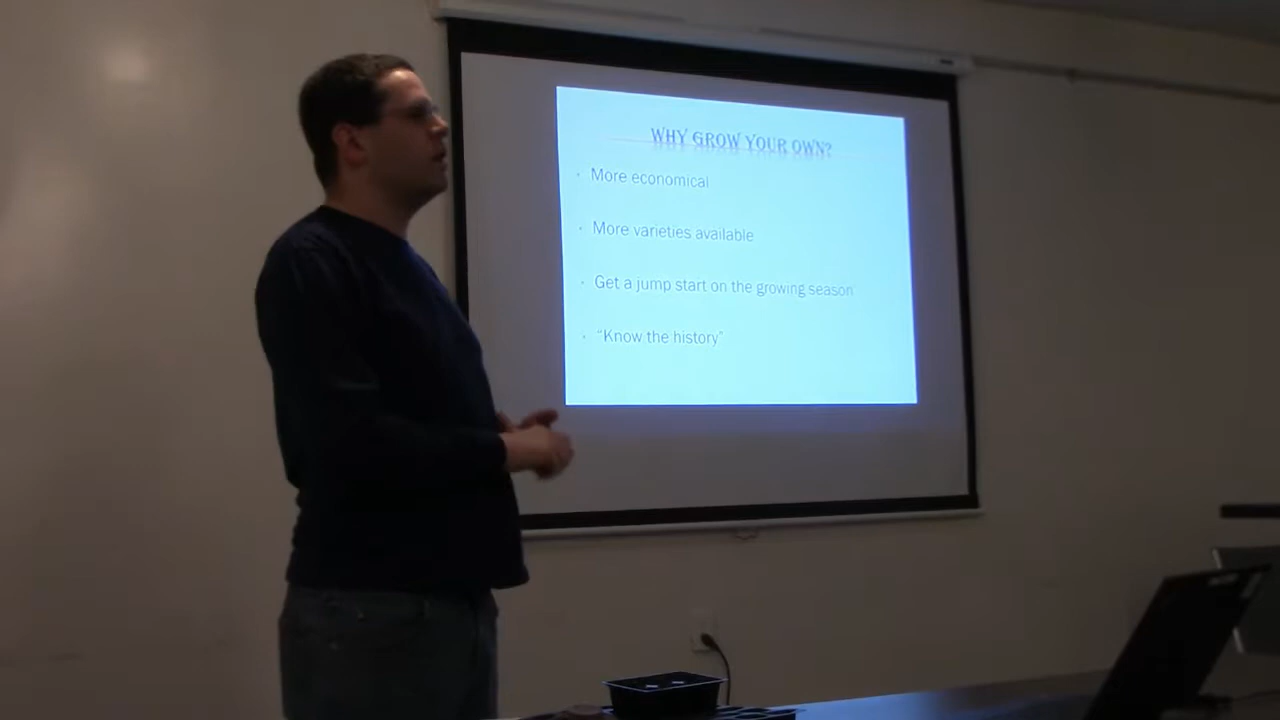 WHY GROW YOUR OWN?
• More economical
• More varieties available
• Get a jump start on the growing season
• “Know the history”